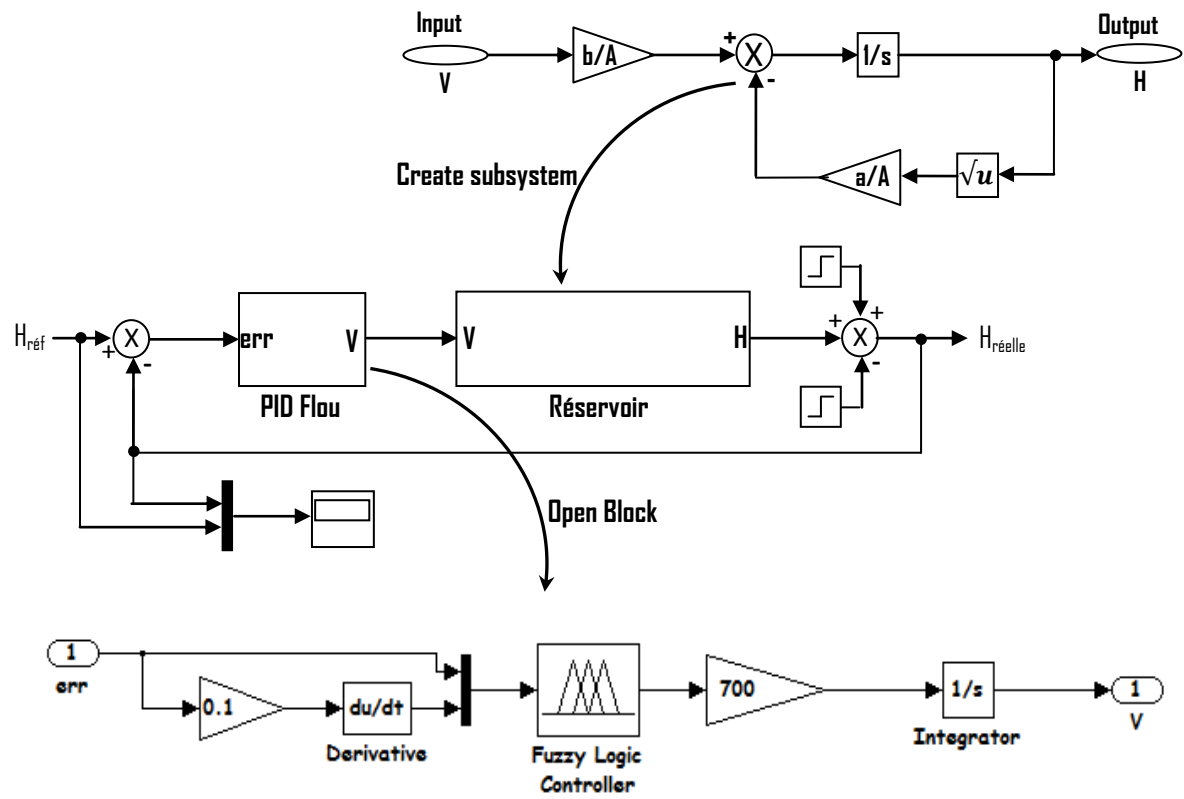 Input
V
b/A
+
X
-
1/s
Output
H
a/A
√u
Create subsystem
Hréf
+
X
-
err
V
PID Flou
V
H
Réservoir
+
+
X
-
Hréelle
Open Block
1
err
0.1
du/dt
Derivative
Fuzzy Logic
Controller
700
1/s
Integrator
1
V